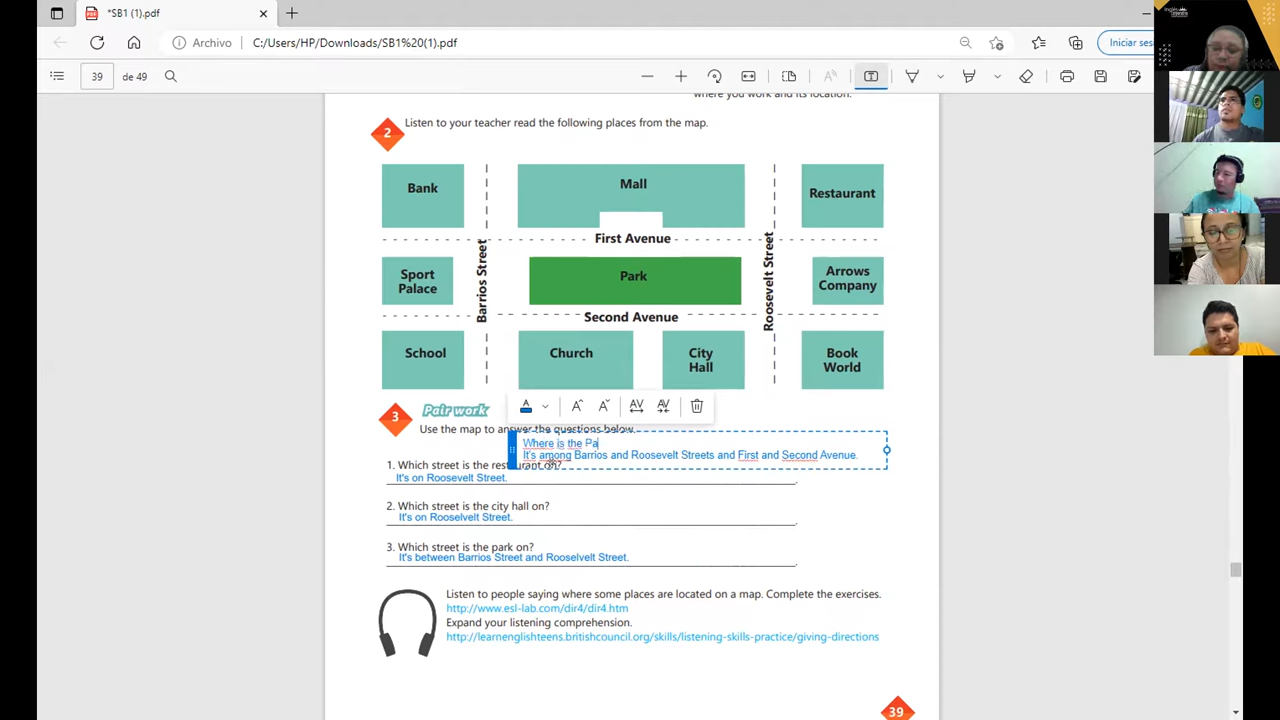 *SB1 (1).pdf
Archivo
C:/Users/HP/Downloads/SB1%20(1).pdf
Iniciar ses
39
de 49
where you work and its location.
2
Listen to your teacher read the following places from the map.
Bank
Mall
Restaurant
First Avenue
Sport
Palace
Barrios Street
Park
Roosevelt Street
Arrows
Company
Second Avenue
School
Church
City
Hall
Book
World
3
Pair work
Use the map to answer the questions below.
Where is the Pa
It's among Barrios and Roosevelt Streets and First and Second Avenue.
1. Which street is the restaurant on?
It's on Roosevelt Street.
2. Which street is the city hall on?
It's on Rooselvelt Street.
3. Which street is the park on?
It's between Barrios Street and Rooselvelt Street.
Listen to people saying where some places are located on a map. Complete the exercises.
http://www.esl-lab.com/dir4/dir4.htm
Expand your listening comprehension.
http://learnenglishteens.britishcouncil.org/skills/listening-skills-practice/giving-directions
39